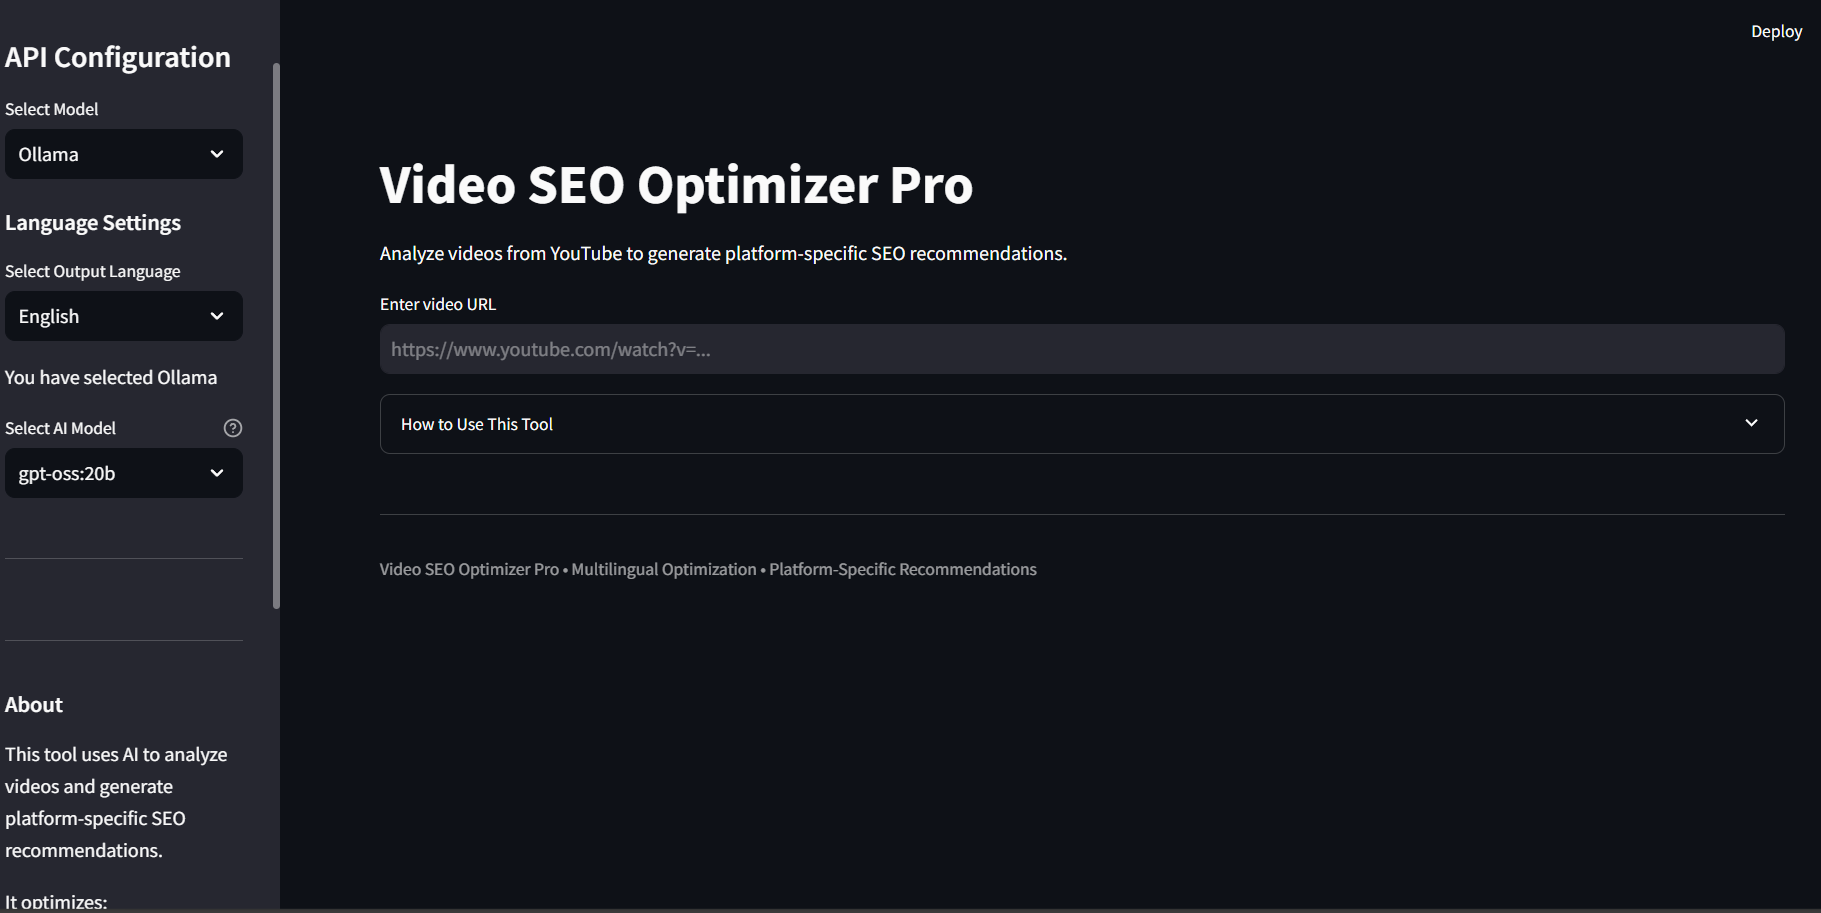 API Configuration
Select Model
Ollama
Language Settings
Select Output Language
English
You have selected Ollama
Select AI Model
gpt-oss:20b
About
This tool uses AI to analyze
videos and generate
platform-specific SEO
recommendations.
It optimizes:
Deploy
Video SEO Optimizer Pro
Analyze videos from YouTube to generate platform-specific SEO recommendations.
Enter video URL
https://www.youtube.com/watch?v=...
How to Use This Tool
Video SEO Optimizer Pro • Multilingual Optimization • Platform-Specific Recommendations